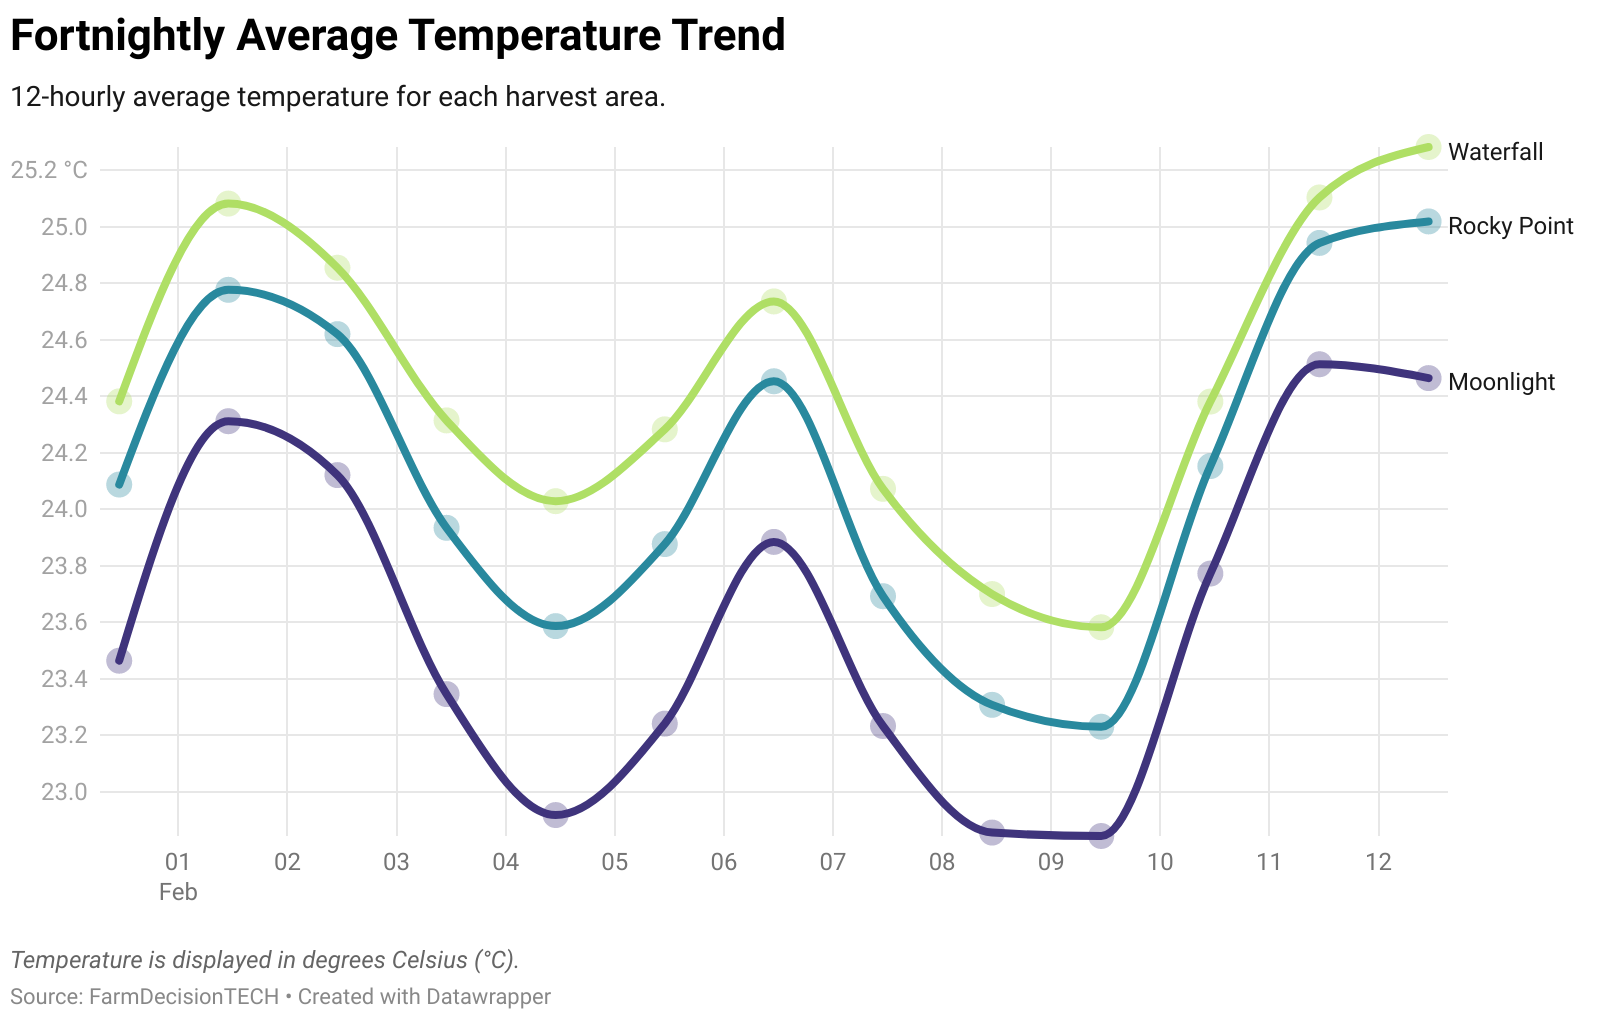 Fortnightly Average Temperature Trend
12-hourly average temperature for each harvest area.
25.2 °C
25.0
24.8
24.6
24.4
24.2
24.0
23.8
23.6
23.4
23.2
23.0
Waterfall
Rocky Point
Moonlight
01 02 03 04 05 06 07 08 09 10 11 12
Feb
Temperature is displayed in degrees Celsius (°C).
Source: FarmDecisionTECH • Created with Datawrapper